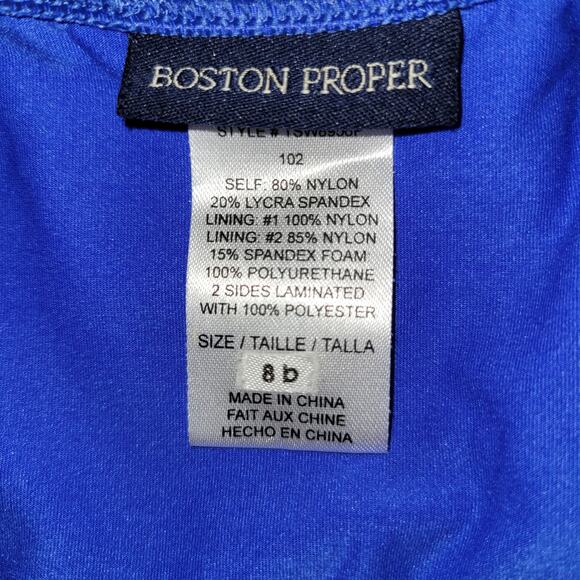 BOSTON PROPER
STYLE #
102
SELF: 80% NYLON
20% LYCRA SPANDEX
LINING: #1 100% NYLON
LINING: #2 85% NYLON
15% SPANDEX FOAM
100% POLYURETHANE
2 SIDES LAMINATED
WITH 100% POLYESTER
SIZE / TAILLE / TALLA
8 b
MADE IN CHINA
FAIT AUX CHINE
HECHO EN CHINA